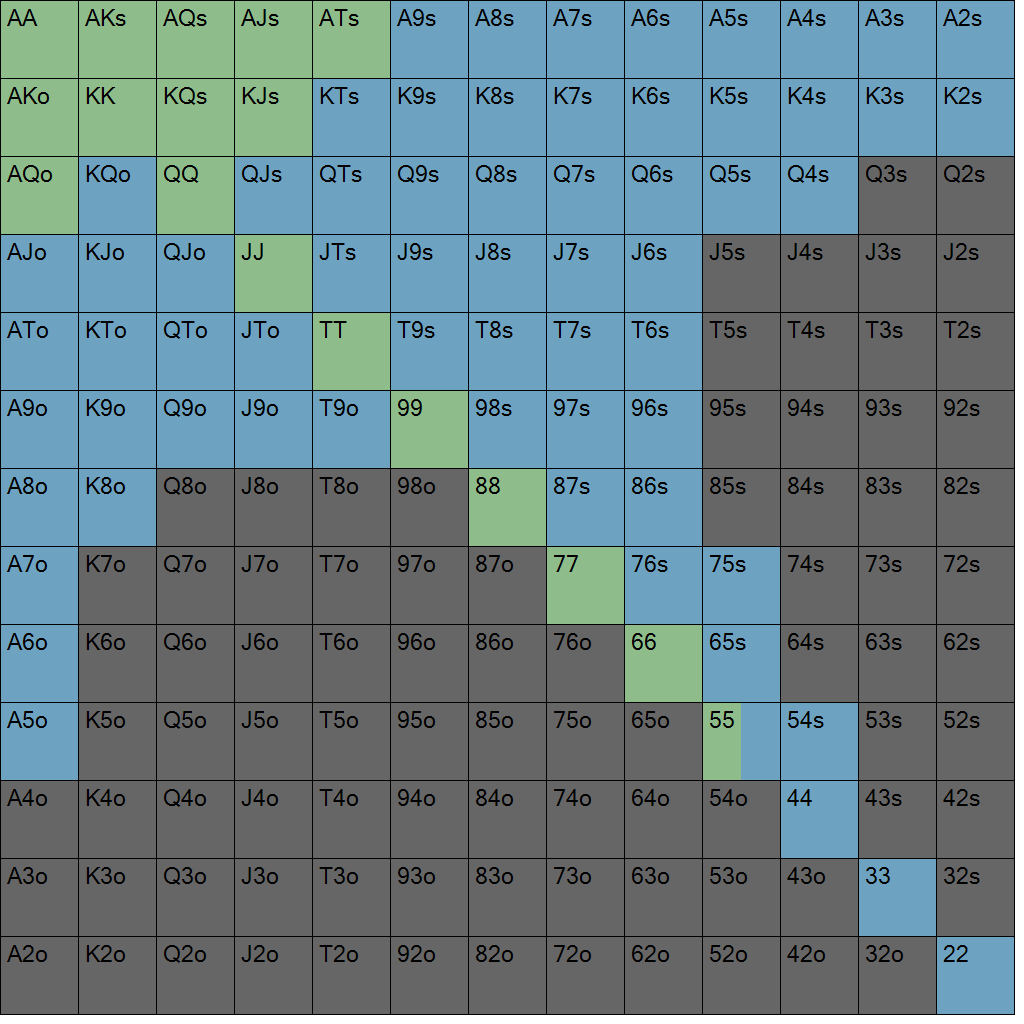 AA AKs AQs AJs ATs A9s A8s A7s A6s A5s A4s A3s A2s
AKo KK KQs KJs KTs K9s K8s K7s K6s K5s K4s K3s K2s
AQo KQo QQ QJs QTs Q9s Q8s Q7s Q6s Q5s Q4s Q3s Q2s
AJo KJo QJo JJ JTs J9s J8s J7s J6s J5s J4s J3s J2s
ATo KTo QTo JTo TT T9s T8s T7s T6s T5s T4s T3s T2s
A9o K9o Q9o J9o T9o 99 98s 97s 96s 95s 94s 93s 92s
A8o K8o Q8o J8o T8o 98o 88 87s 86s 85s 84s 83s 82s
A7o K7o Q7o J7o T7o 97o 87o 77 76s 75s 74s 73s 72s
A6o K6o Q6o J6o T6o 96o 86o 76o 66 65s 64s 63s 62s
A5o K5o Q5o J5o T5o 95o 85o 75o 65o 55 54s 53s 52s
A4o K4o Q4o J4o T4o 94o 84o 74o 64o 54o 44 43s 42s
A3o K3o Q3o J3o T3o 93o 83o 73o 63o 53o 43o 33 32s
A2o K2o Q2o J2o T2o 92o 82o 72o 62o 52o 42o 32o 22